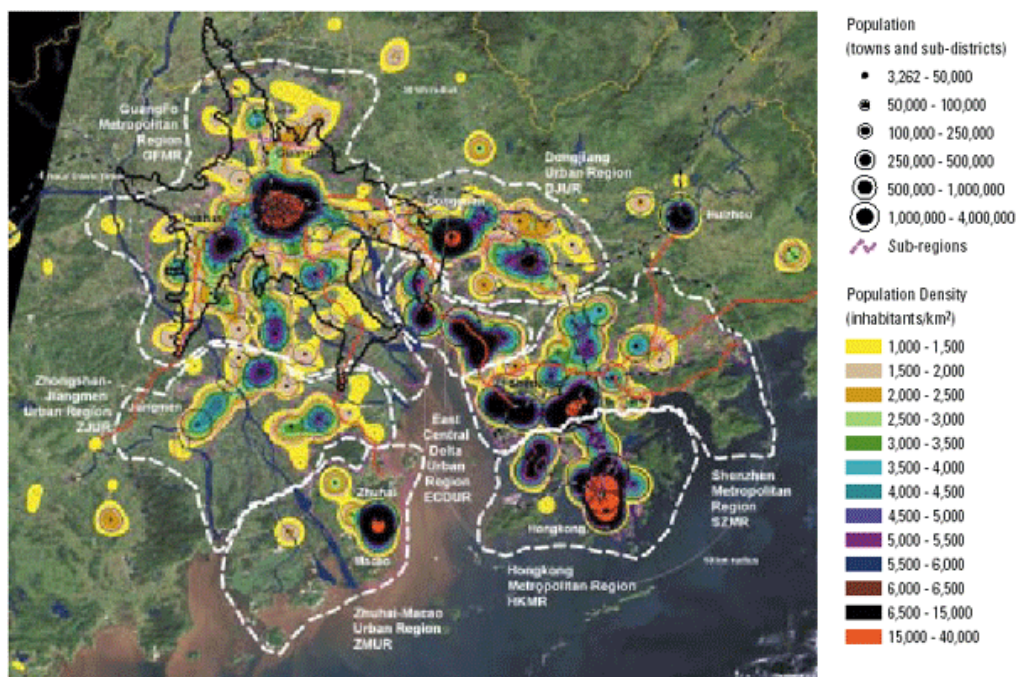 GuangFo
Metropolitan
Region
GFMR
Dongjiang
Urban Region
DJUR
Dongguan
Huizhou
Zhongshan-
Jiangmen
Urban Region
ZJUR
Jiangmen
East
Central
Delta
Urban
Region
ECDUR
Zhuhai
Macao
Zhuhai-Macao
Urban Region
ZMUR
Hongkong
Hongkong
Metropolitan Region
HKMR
Shenzhen
Metropolitan
Region
SZMR
Population
(towns and sub-districts)
3,262 - 50,000
50,000 - 100,000
100,000 - 250,000
250,000 - 500,000
500,000 - 1,000,000
1,000,000 - 4,000,000
Sub-regions
Population Density
(inhabitants/km²)
1,000 - 1,500
1,500 - 2,000
2,000 - 2,500
2,500 - 3,000
3,000 - 3,500
3,500 - 4,000
4,000 - 4,500
4,500 - 5,000
5,000 - 5,500
5,500 - 6,000
6,000 - 6,500
6,500 - 15,000
15,000 - 40,000